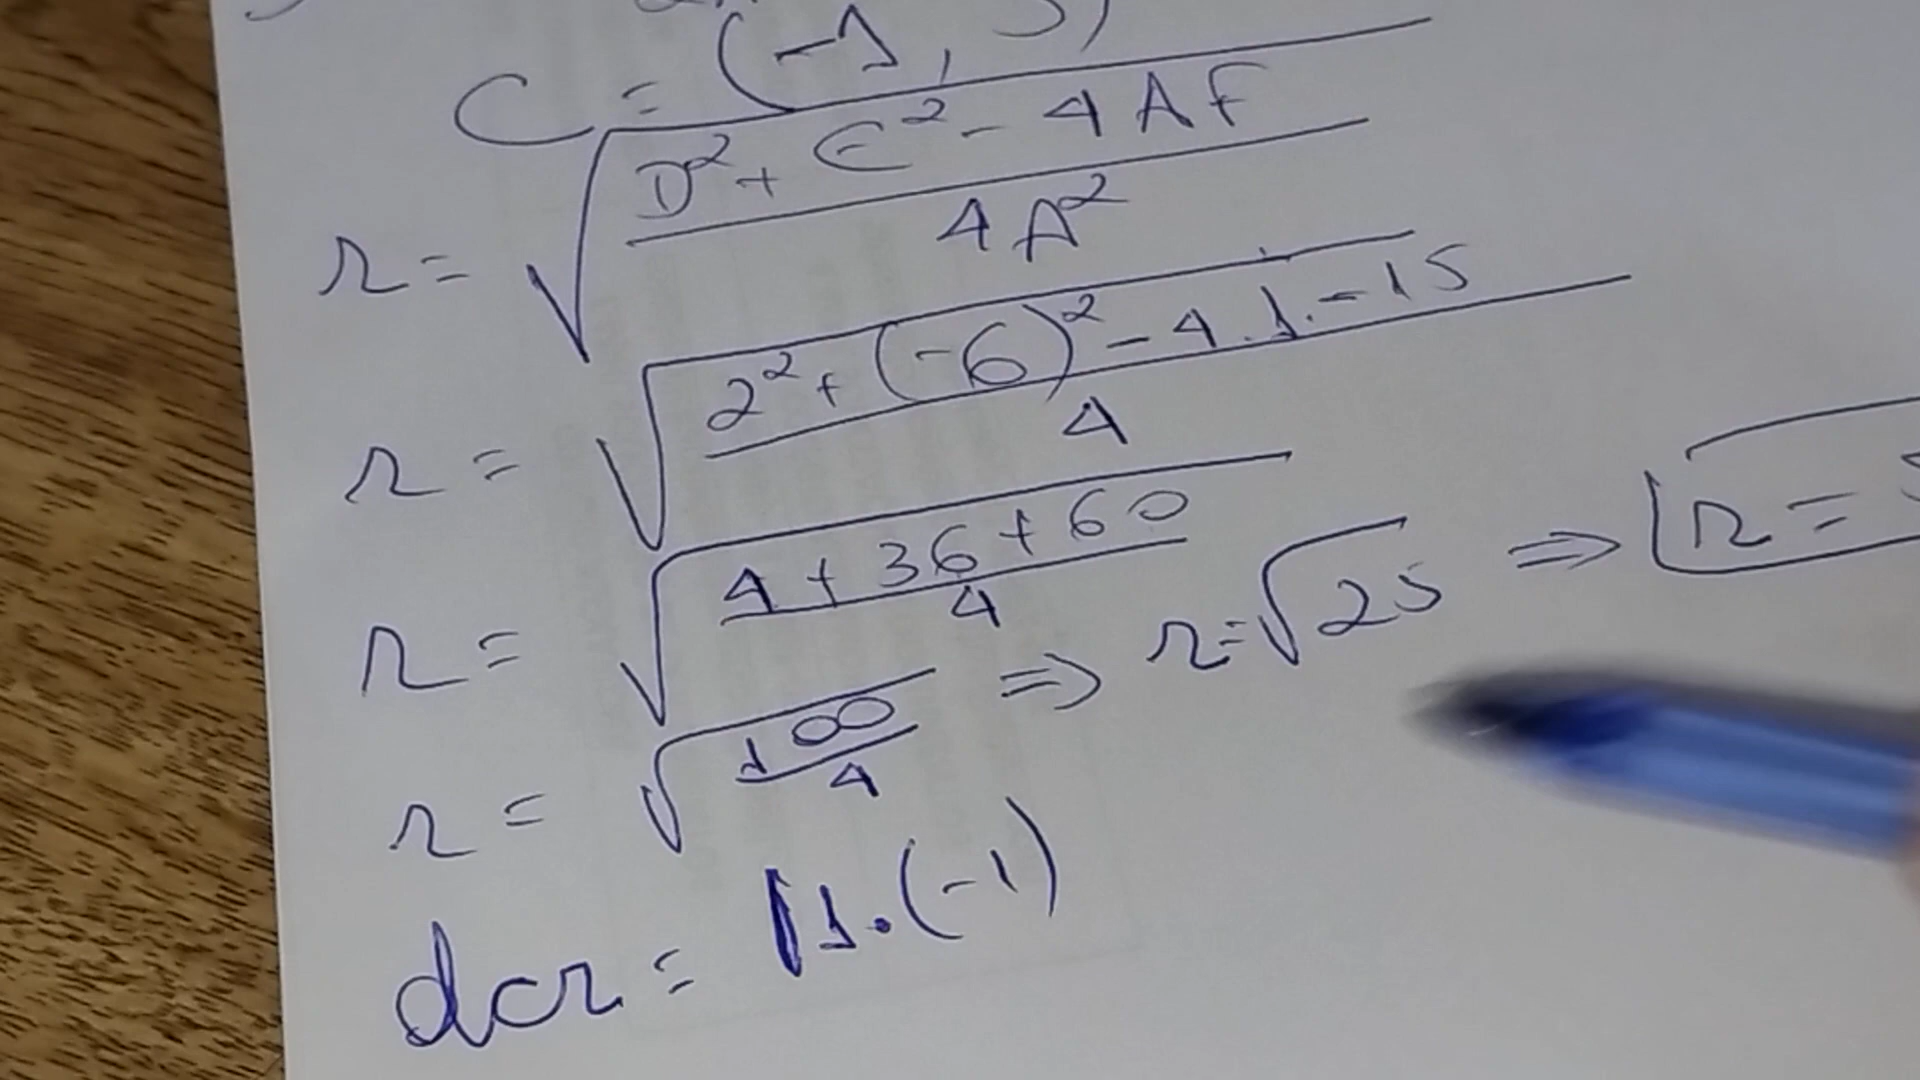 C = (-1,
r = √(D² + E² - 4AF / 4A²)
r = √(2² + (-6)² - 4.1.-15 / 4)
r = √(4 + 36 + 60 / 4)
r = √(100 / 4) ⇒ r = √25 ⇒ r =
dcr = |1.(-1)